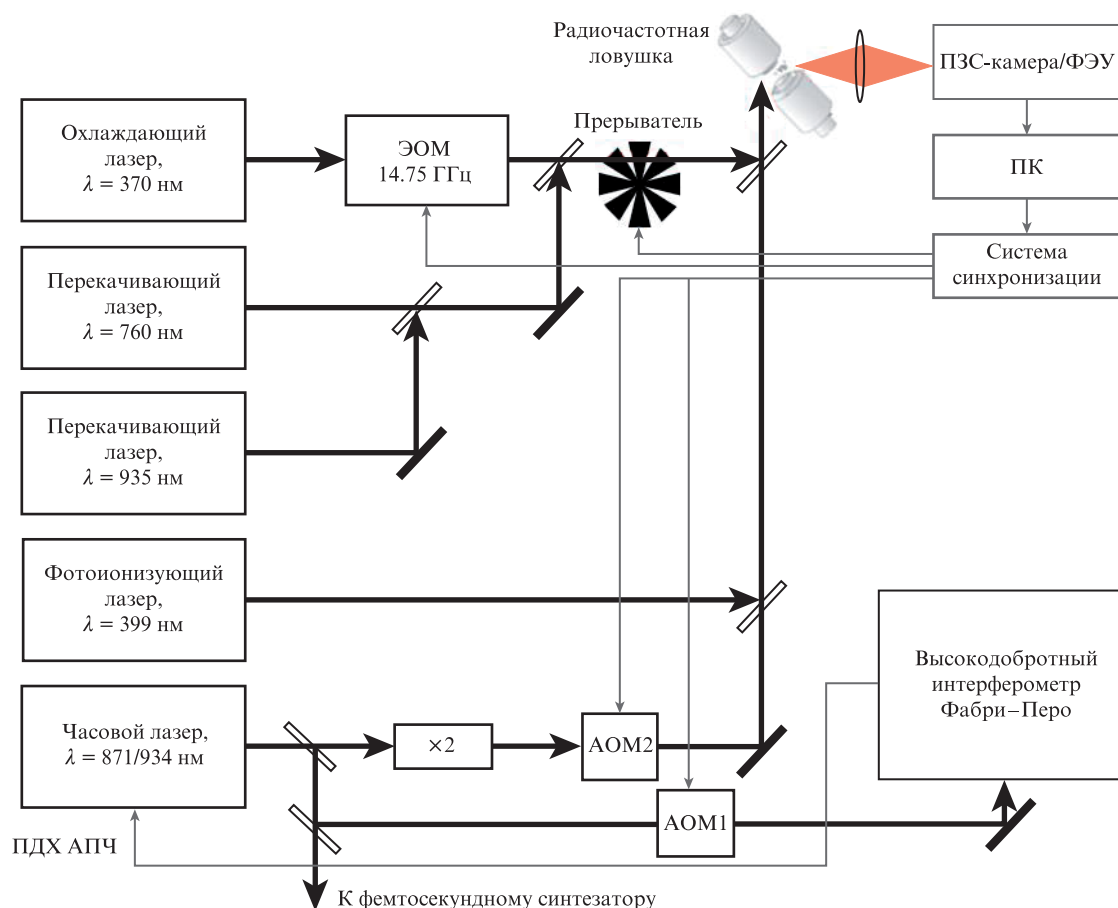 Радиочастотная
ловушка
ПЗС-камера/ФЭУ
Охлаждающий
лазер,
λ = 370 нм
ЭОМ
14.75 ГГц
Прерыватель
ПК
Система
синхронизации
Перекачивающий
лазер,
λ = 760 нм
Перекачивающий
лазер,
λ = 935 нм
Фотоионизующий
лазер,
λ = 399 нм
Высокодобротный
интерферометр
Фабри–Перо
Часовой лазер,
λ = 871/934 нм
×2
АОМ2
АОМ1
ПДХ АПЧ
К фемтосекундному синтезатору